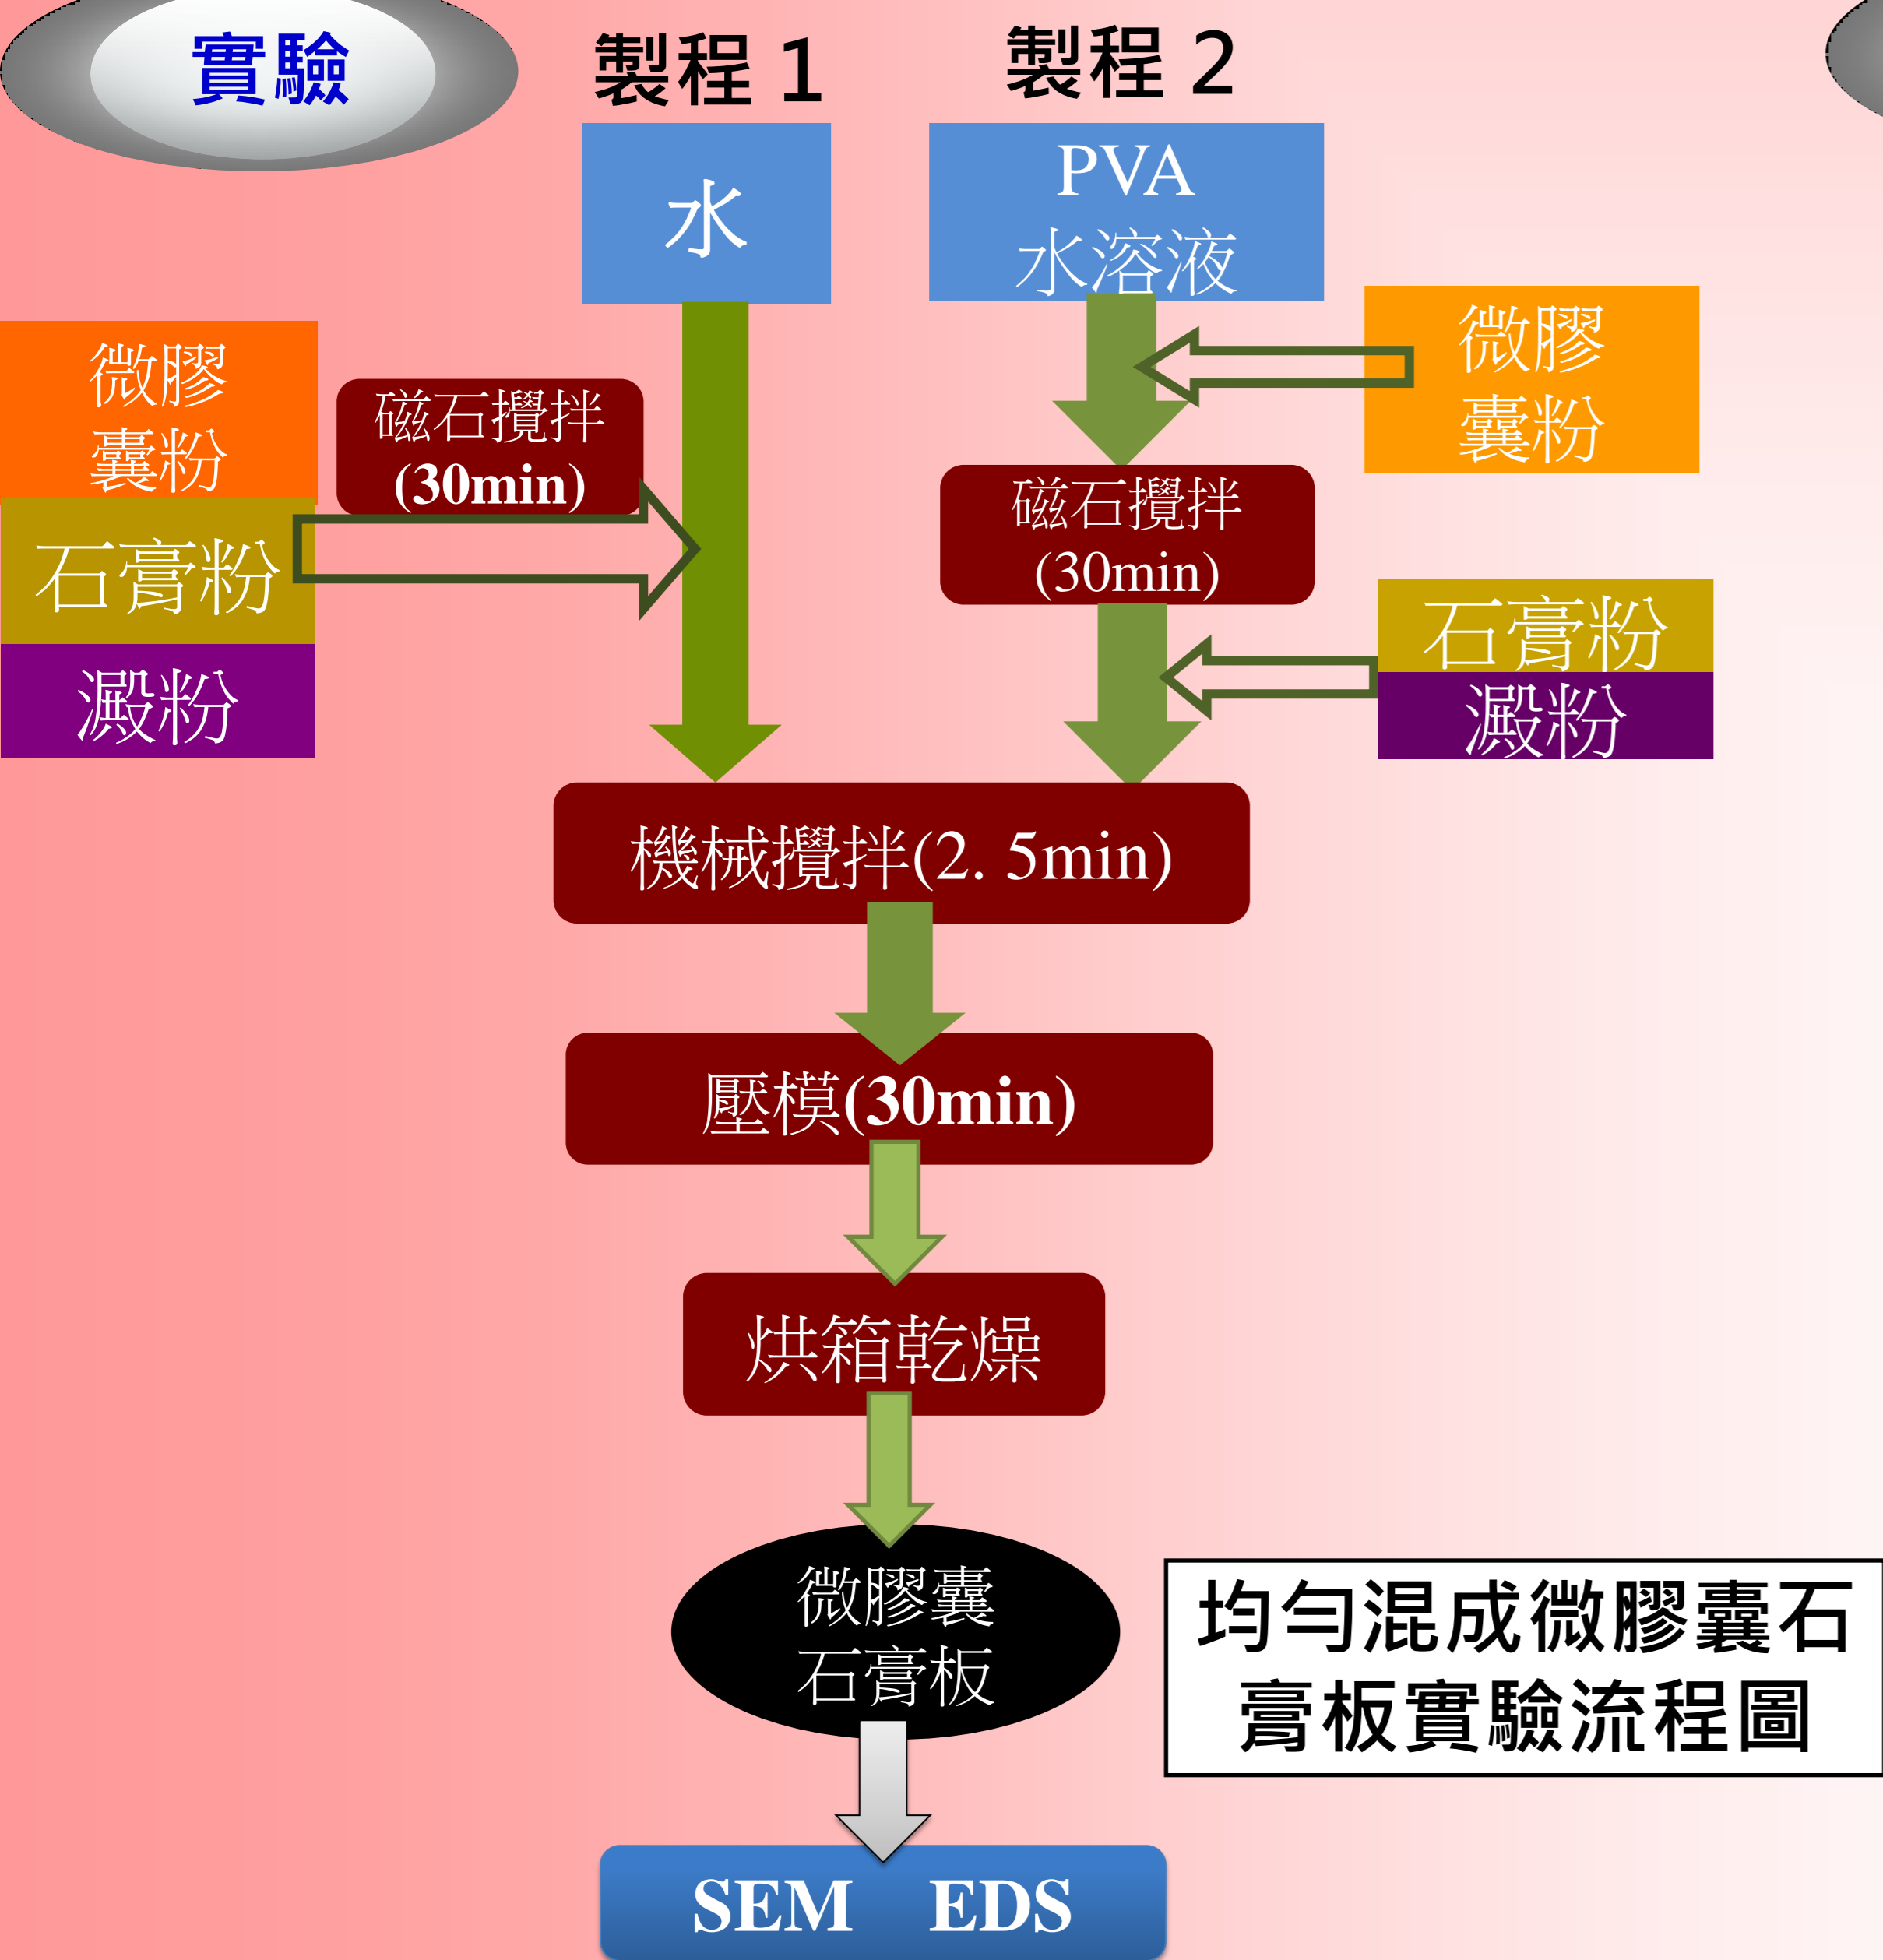 實驗
製程 1
製程 2
水
PVA
水溶液
微膠
囊粉
石膏粉
澱粉
磁石攪拌
(30min)
微膠
囊粉
磁石攪拌
(30min)
石膏粉
澱粉
機械攪拌(2. 5min)
壓模(30min)
烘箱乾燥
微膠囊
石膏板
均勻混成微膠囊石
膏板實驗流程圖
SEM EDS